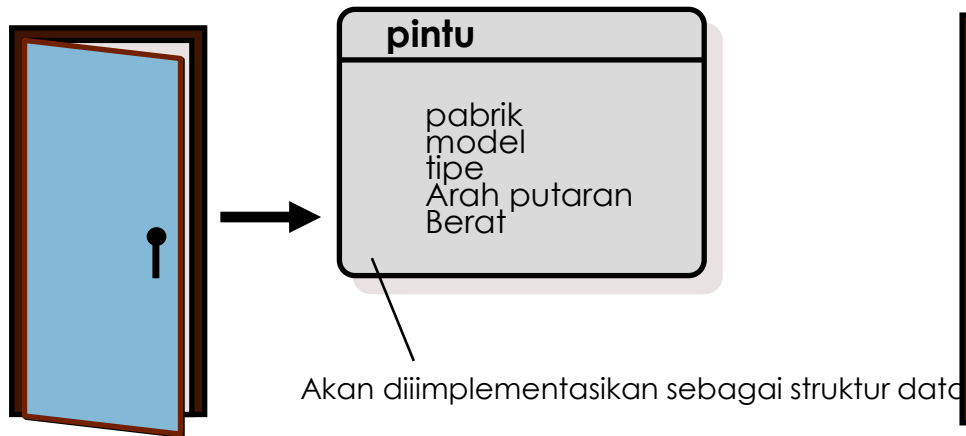 pintu
pabrik
model
tipe
Arah putaran
Berat
Akan diiimplementasikan sebagai struktur data